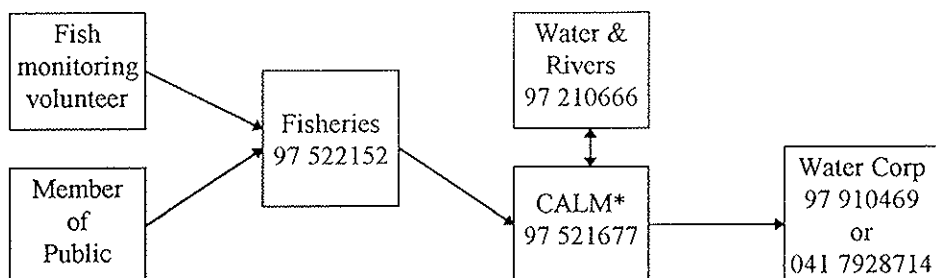 Fish
monitoring
volunteer
Member
of
Public
Fisheries
97 522152
Water &
Rivers
97 210666
CALM*
97 521677
Water Corp
97 910469
or
041 7928714